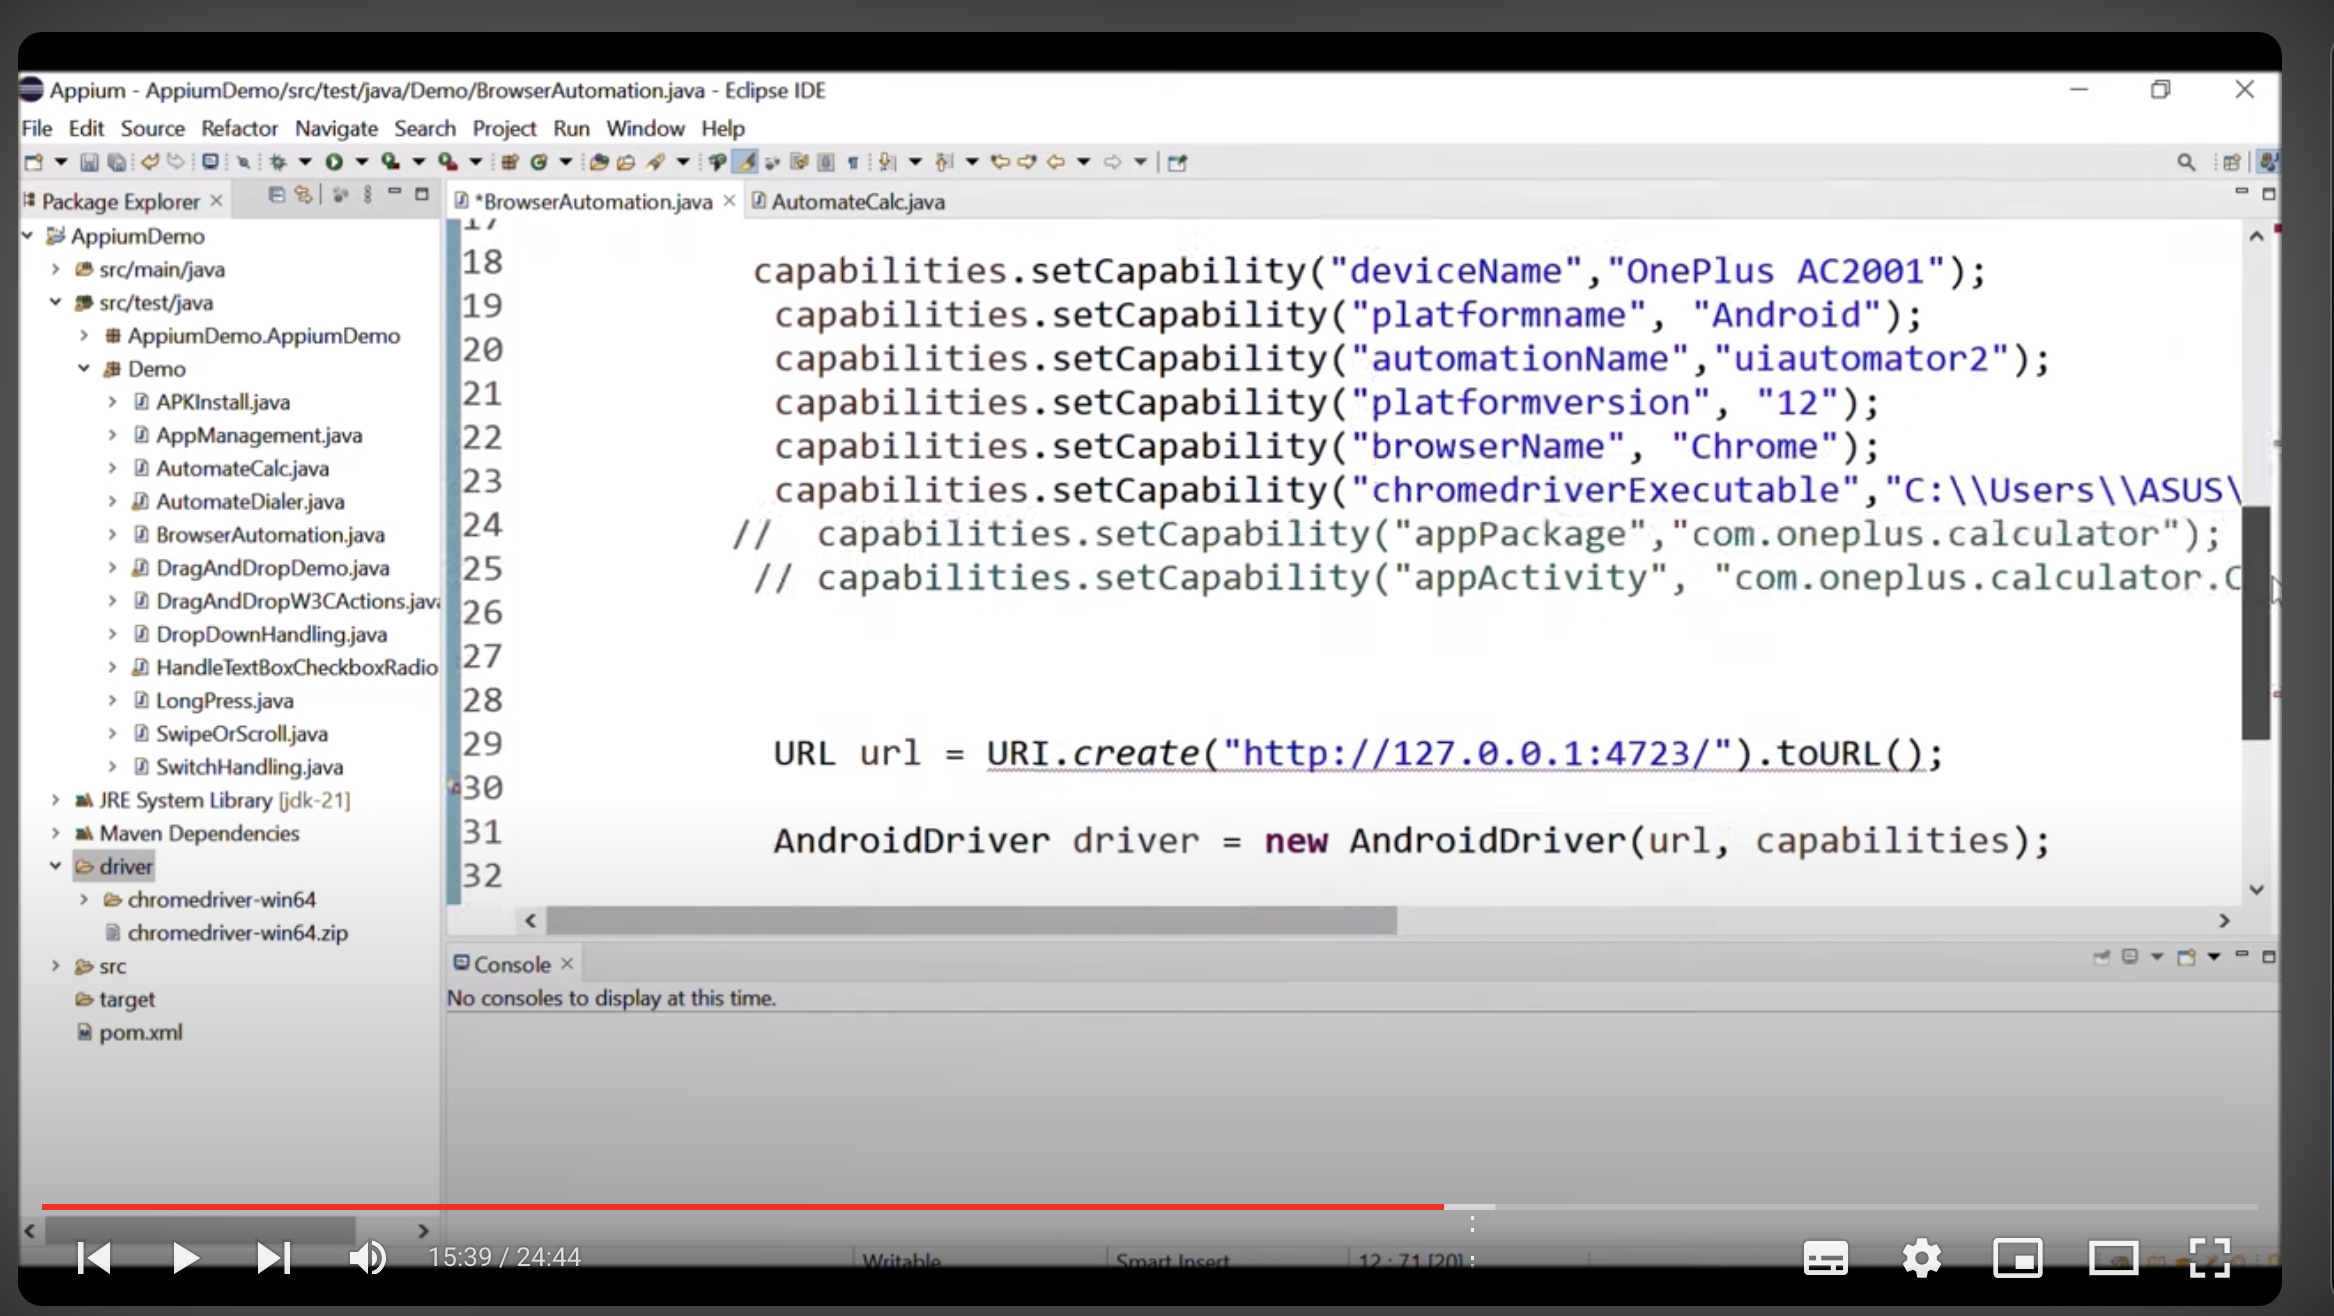 Appium - AppiumDemo/src/test/java/Demo/BrowserAutomation.java - Eclipse IDE
File Edit Source Refactor Navigate Search Project Run Window Help
Package Explorer
*BrowserAutomation.java
AutomateCalc.java
AppiumDemo
src/main/java
src/test/java
AppiumDemo.AppiumDemo
Demo
APKInstall.java
AppManagement.java
AutomateCalc.java
AutomateDialer.java
BrowserAutomation.java
DragAndDropDemo.java
DragAndDropW3CActions.java
DropDownHandling.java
HandleTextBoxCheckboxRadio
LongPress.java
SwipeOrScroll.java
SwitchHandling.java
JRE System Library [jdk-21]
Maven Dependencies
driver
chromedriver-win64
chromedriver-win64.zip
src
target
pom.xml
17
18 capabilities.setCapability("deviceName","OnePlus AC2001");
19 capabilities.setCapability("platformname", "Android");
20 capabilities.setCapability("automationName","uiautomator2");
21 capabilities.setCapability("platformversion", "12");
22 capabilities.setCapability("browserName", "Chrome");
23 capabilities.setCapability("chromedriverExecutable","C:\\Users\\ASUS\
24 // capabilities.setCapability("appPackage","com.oneplus.calculator");
25 // capabilities.setCapability("appActivity", "com.oneplus.calculator.C
26
27
28
29 URL url = URI.create("http://127.0.0.1:4723/").toURL();
30
31 AndroidDriver driver = new AndroidDriver(url, capabilities);
32
Console
No consoles to display at this time.
15:39 / 24:44
Writable
Smart Insert
12 : 71 [20]